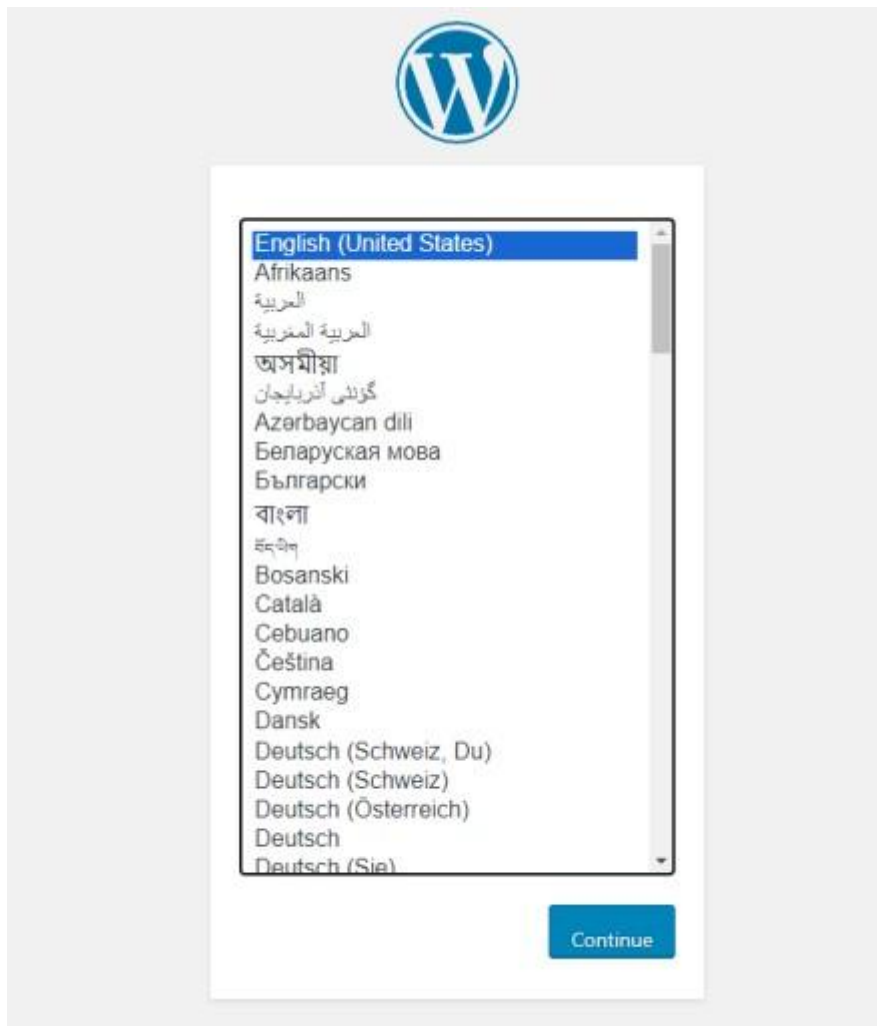 English (United States)
Afrikaans
العربية
العربية المغربية
অসমীয়া
گؤنئی آذربایجان
Azərbaycan dili
Беларуская мова
Български
বাংলা
བོད་ཡིག
Bosanski
Català
Cebuano
Čeština
Cymraeg
Dansk
Deutsch (Schweiz, Du)
Deutsch (Schweiz)
Deutsch (Österreich)
Deutsch
Deutsch (Sie)
Continue